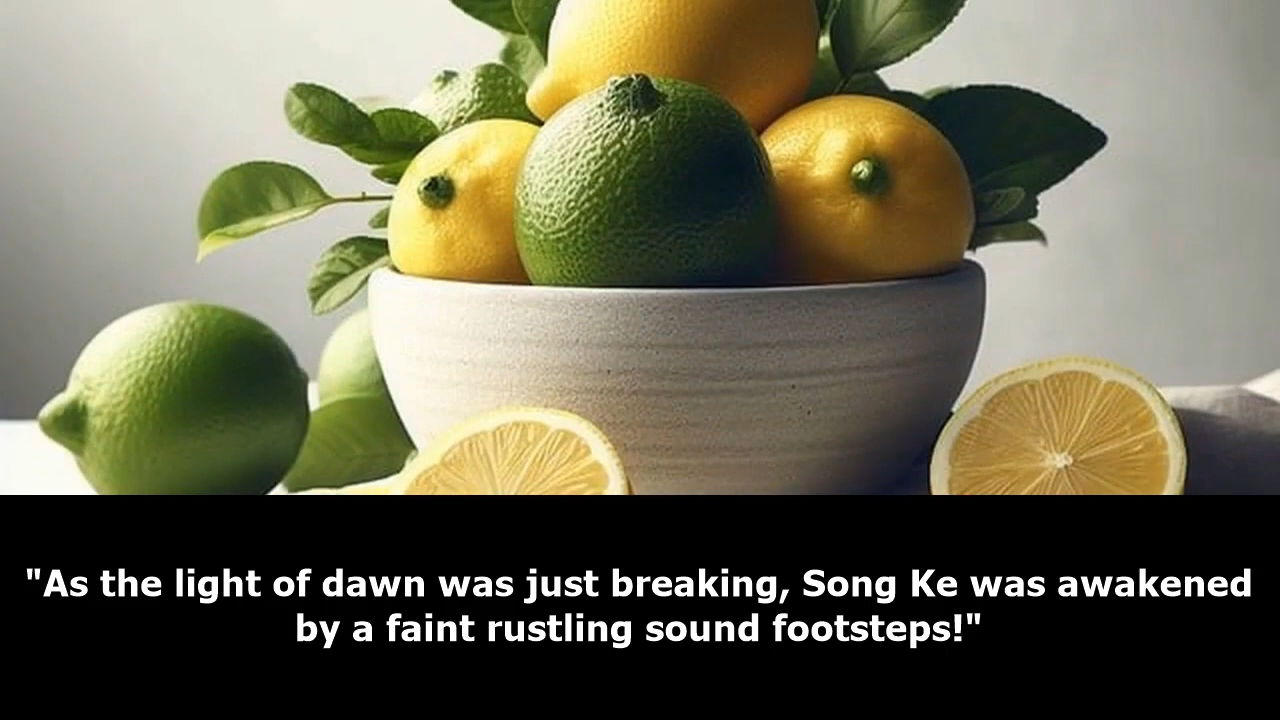 "As the light of dawn was just breaking, Song Ke was awakened
by a faint rustling sound footsteps!"